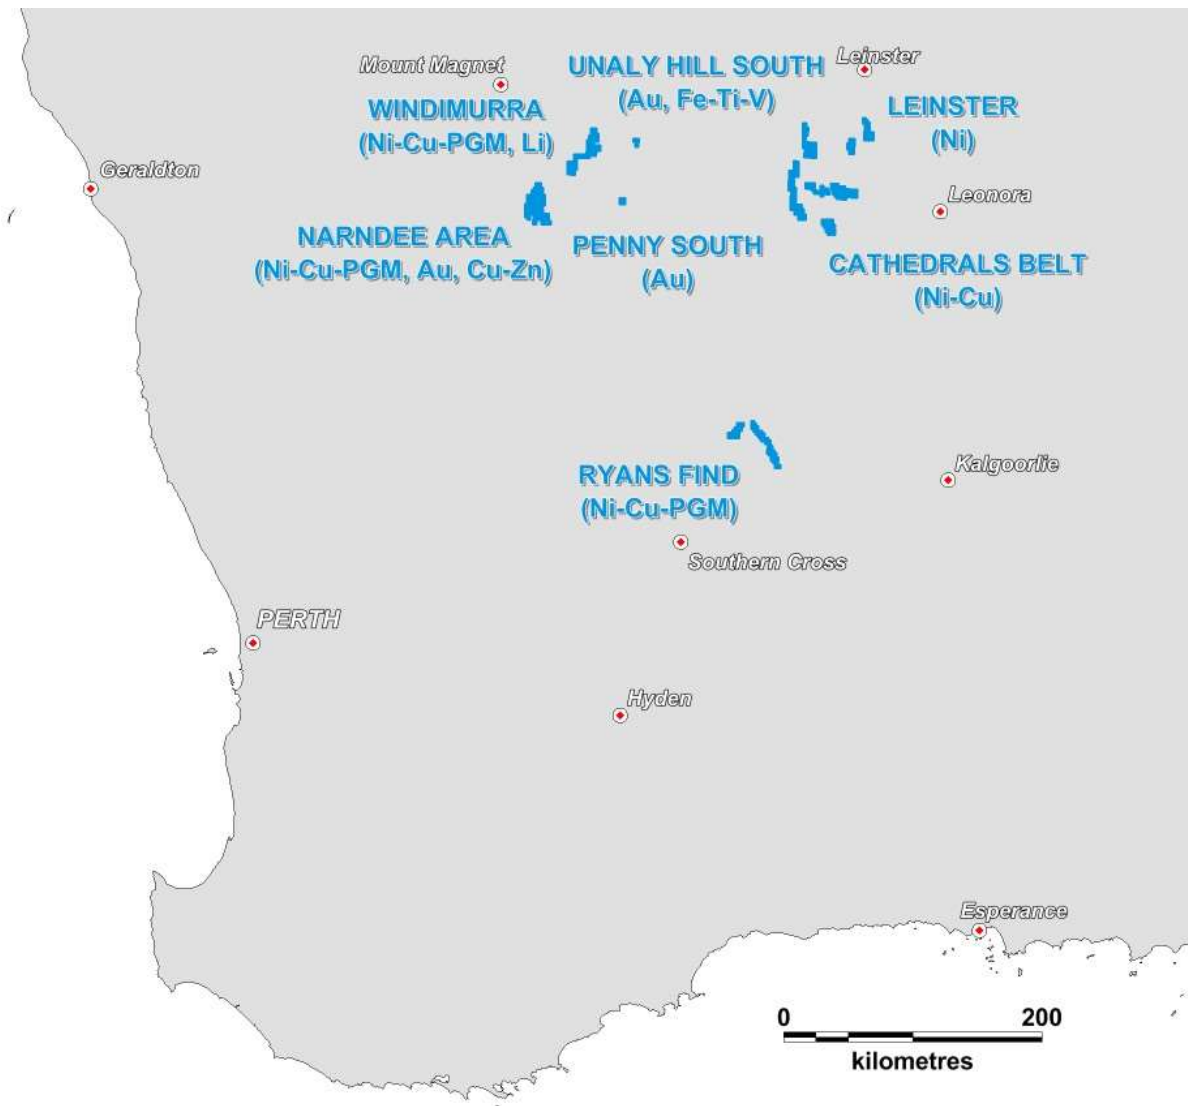 Mount Magnet
UNALY HILL SOUTH
(Au, Fe-Ti-V)
Leinster
WINDIMURRA
(Ni-Cu-PGM, Li)
LEINSTER
(Ni)
Geraldton
Leonora
NARNDEE AREA
(Ni-Cu-PGM, Au, Cu-Zn)
PENNY SOUTH
(Au)
CATHEDRALS BELT
(Ni-Cu)
RYANS FIND
(Ni-Cu-PGM)
Kalgoorlie
Southern Cross
PERTH
Hyden
Esperance
0 200
kilometres